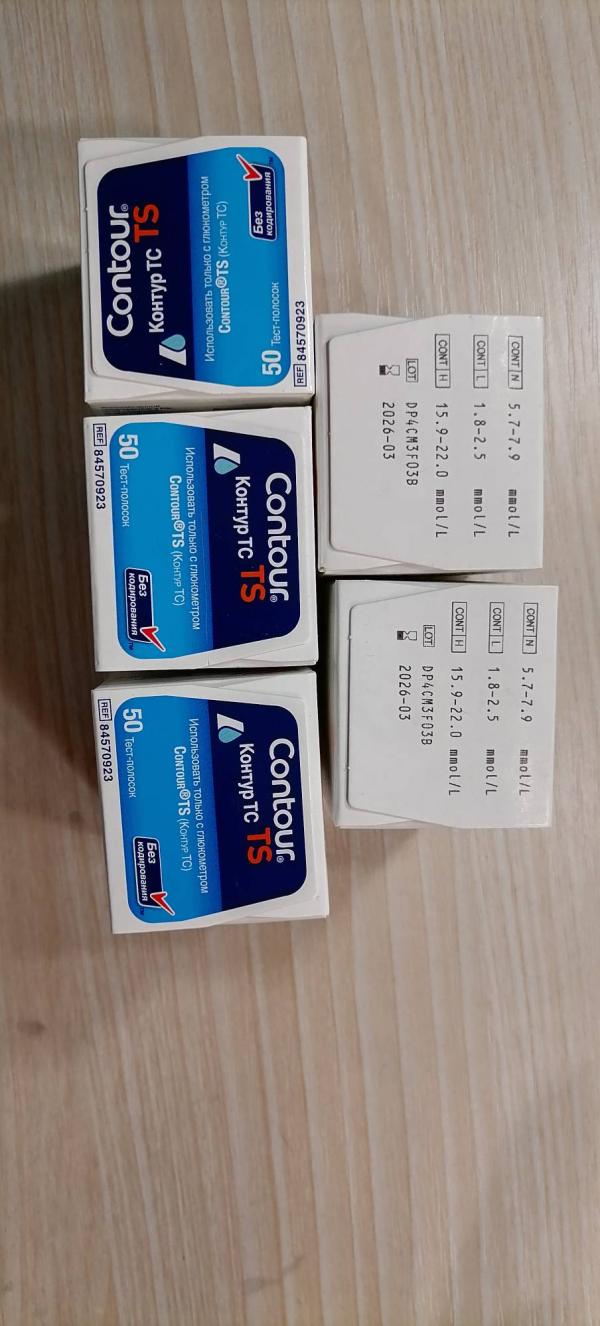 Contour®
Контур ТС TS
Использовать только с глюкометром
CONTOUR®TS (КОНТУР ТС)
Без
кодирования™
50 Тест-полосок
REF 84570923
Contour®
Контур ТС TS
Использовать только с глюкометром
CONTOUR®TS (КОНТУР ТС)
Без
кодирования™
50 Тест-полосок
REF 84570923
Contour®
Контур ТС TS
Использовать только с глюкометром
CONTOUR®TS (КОНТУР ТС)
Без
кодирования™
50 Тест-полосок
REF 84570923
CONT N 5.7-7.9 mmol/L
CONT L 1.8-2.5 mmol/L
CONT H 15.9-22.0 mmol/L
LOT DP4CM3F03B
2026-03
CONT N 5.7-7.9 mmol/L
CONT L 1.8-2.5 mmol/L
CONT H 15.9-22.0 mmol/L
LOT DP4CM3F03B
2026-03